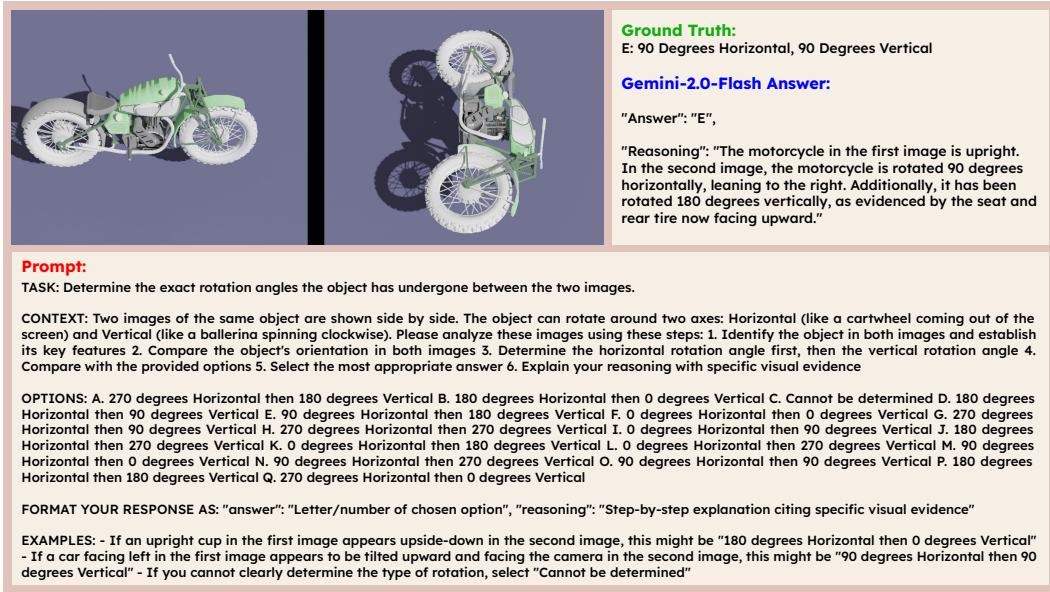 Ground Truth:
E: 90 Degrees Horizontal, 90 Degrees Vertical
Gemini-2.0-Flash Answer:
"Answer": "E",
"Reasoning": "The motorcycle in the first image is upright.
In the second image, the motorcycle is rotated 90 degrees
horizontally, leaning to the right. Additionally, it has been
rotated 180 degrees vertically, as evidenced by the seat and
rear tire now facing upward."
Prompt:
TASK: Determine the exact rotation angles the object has undergone between the two images.
CONTEXT: Two images of the same object are shown side by side. The object can rotate around two axes: Horizontal (like a cartwheel coming out of the
screen) and Vertical (like a ballerina spinning clockwise). Please analyze these images using these steps: 1. Identify the object in both images and establish
its key features 2. Compare the object's orientation in both images 3. Determine the horizontal rotation angle first, then the vertical rotation angle 4.
Compare with the provided options 5. Select the most appropriate answer 6. Explain your reasoning with specific visual evidence
OPTIONS: A. 270 degrees Horizontal then 180 degrees Vertical B. 180 degrees Horizontal then 0 degrees Vertical C. Cannot be determined D. 180 degrees
Horizontal then 90 degrees Vertical E. 90 degrees Horizontal then 180 degrees Vertical F. 0 degrees Horizontal then 0 degrees Vertical G. 270 degrees
Horizontal then 90 degrees Vertical H. 270 degrees Horizontal then 270 degrees Vertical I. 0 degrees Horizontal then 90 degrees Vertical J. 180 degrees
Horizontal then 270 degrees Vertical K. 0 degrees Horizontal then 180 degrees Vertical L. 0 degrees Horizontal then 270 degrees Vertical M. 90 degrees
Horizontal then 0 degrees Vertical N. 90 degrees Horizontal then 270 degrees Vertical O. 90 degrees Horizontal then 90 degrees Vertical P. 180 degrees
Horizontal then 180 degrees Vertical Q. 270 degrees Horizontal then 0 degrees Vertical
FORMAT YOUR RESPONSE AS: "answer": "Letter/number of chosen option", "reasoning": "Step-by-step explanation citing specific visual evidence"
EXAMPLES: - If an upright cup in the first image appears upside-down in the second image, this might be "180 degrees Horizontal then 0 degrees Vertical"
- If a car facing left in the first image appears to be tilted upward and facing the camera in the second image, this might be "90 degrees Horizontal then 90
degrees Vertical" - If you cannot clearly determine the type of rotation, select "Cannot be determined"